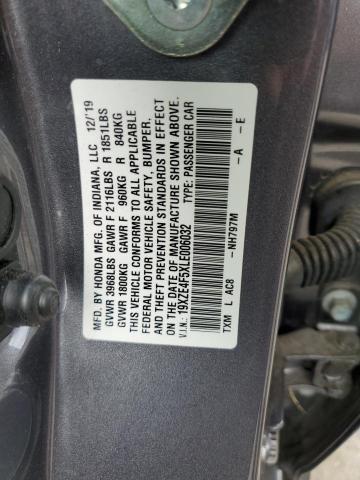 MFD. BY HONDA MFG. OF INDIANA, LLC 12/'19
GVWR 3968LBS GAWR F 2116LBS R 1851LBS
GVWR 1800KG GAWR F 960KG R 840KG
THIS VEHICLE CONFORMS TO ALL APPLICABLE
FEDERAL MOTOR VEHICLE SAFETY, BUMPER,
AND THEFT PREVENTION STANDARDS IN EFFECT
ON THE DATE OF MANUFACTURE SHOWN ABOVE.
V.I.N.: 19XZE4F5XLE006032 TYPE: PASSENGER CAR
TXM L AC8 -NH797M -A -E